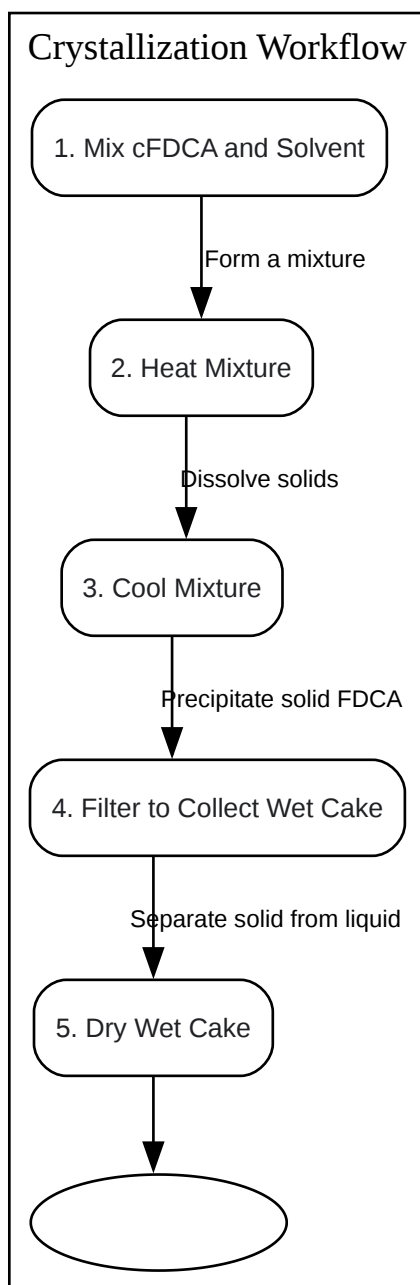 Crystallization Workflow
1. Mix cFDCA and Solvent
Form a mixture
2. Heat Mixture
Dissolve solids
3. Cool Mixture
Precipitate solid FDCA
4. Filter to Collect Wet Cake
Separate solid from liquid
5. Dry Wet Cake